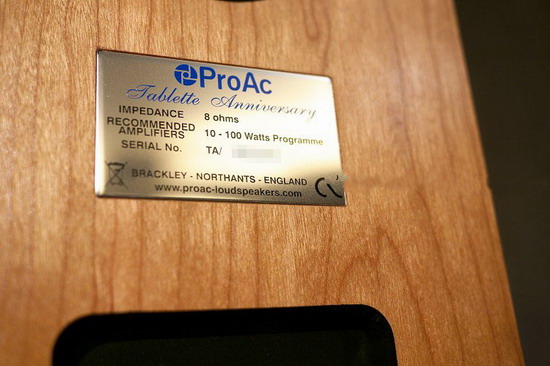 ProAc
Tablette Anniversary
IMPEDANCE 8 ohms
RECOMMENDED AMPLIFIERS 10 - 100 Watts Programme
SERIAL No. TA/
BRACKLEY - NORTHANTS - ENGLAND
www.proac-loudspeakers.com